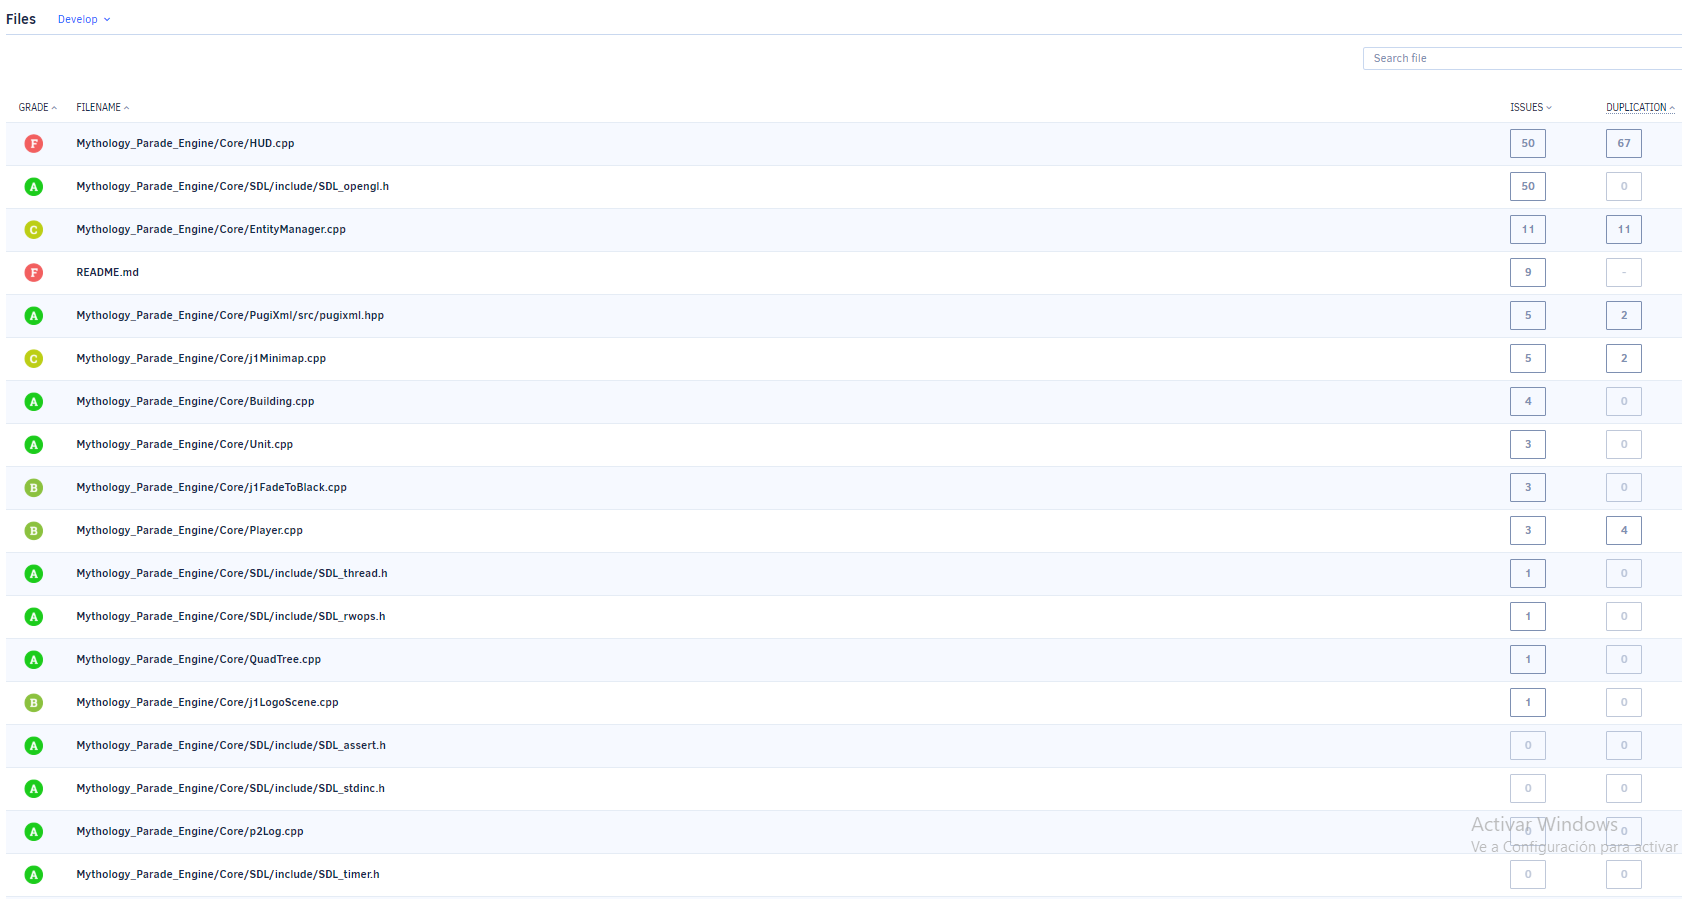 Files Develop
Search file
GRADE FILENAME ISSUES DUPLICATION
F Mythology_Parade_Engine/Core/HUD.cpp 50 67
A Mythology_Parade_Engine/Core/SDL/include/SDL_opengl.h 50 0
C Mythology_Parade_Engine/Core/EntityManager.cpp 11 11
F README.md 9 -
A Mythology_Parade_Engine/Core/PugiXml/src/pugixml.hpp 5 2
C Mythology_Parade_Engine/Core/j1Minimap.cpp 5 2
A Mythology_Parade_Engine/Core/Building.cpp 4 0
A Mythology_Parade_Engine/Core/Unit.cpp 3 0
B Mythology_Parade_Engine/Core/j1FadeToBlack.cpp 3 0
B Mythology_Parade_Engine/Core/Player.cpp 3 4
A Mythology_Parade_Engine/Core/SDL/include/SDL_thread.h 1 0
A Mythology_Parade_Engine/Core/SDL/include/SDL_rwops.h 1 0
A Mythology_Parade_Engine/Core/QuadTree.cpp 1 0
B Mythology_Parade_Engine/Core/j1LogoScene.cpp 1 0
A Mythology_Parade_Engine/Core/SDL/include/SDL_assert.h 0 0
A Mythology_Parade_Engine/Core/SDL/include/SDL_stdinc.h 0 0
A Mythology_Parade_Engine/Core/p2Log.cpp 0 0
Activar Windows
Ve a Configuración para activar
A Mythology_Parade_Engine/Core/SDL/include/SDL_timer.h 0 0